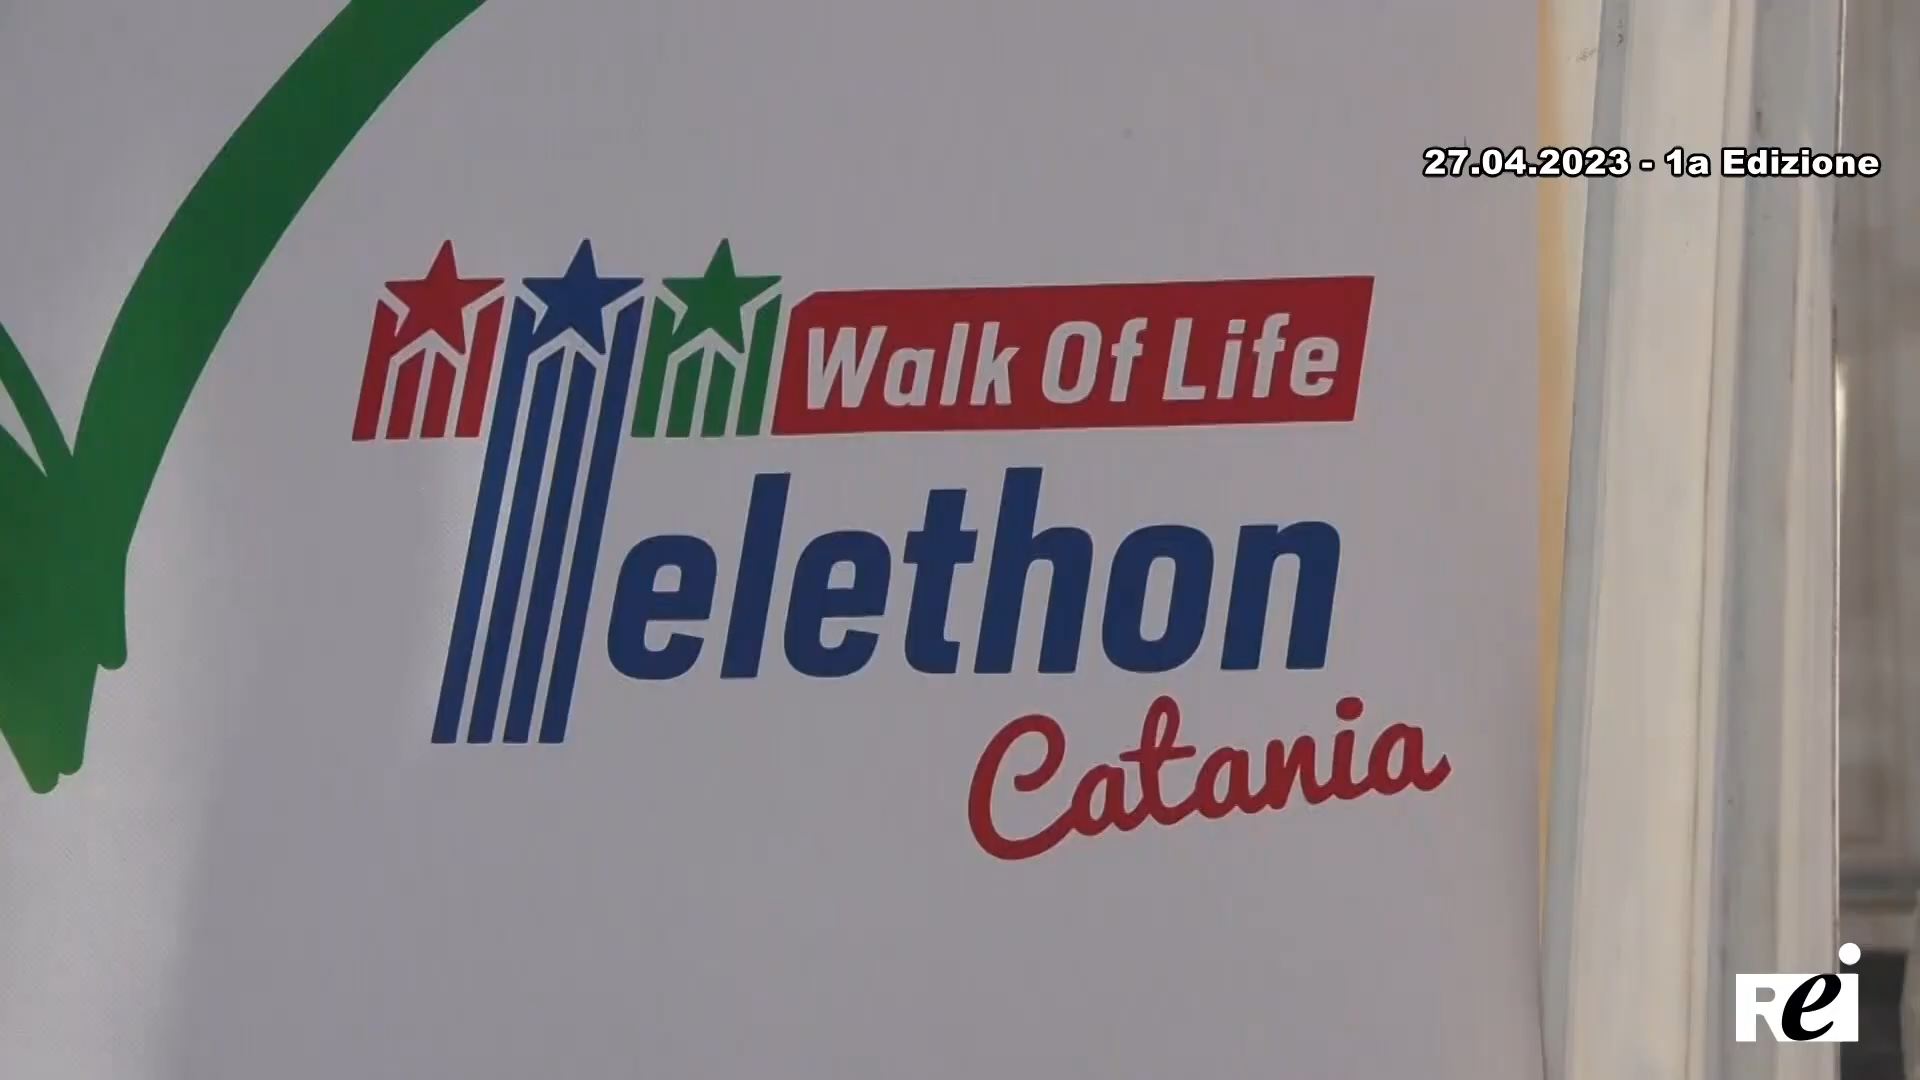 27.04.2023 - 1a Edizione
Walk Of Life
Telethon
Catania
Rei